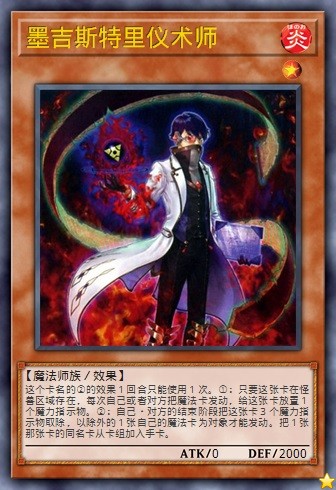 墨吉斯特里仪术师
炎
【魔法师族／效果】
这个卡名的②的效果1回合只能使用1次。①：只要这张卡在怪
兽区域存在，每次自己或者对方把魔法卡发动，给这张卡放置1
个魔力指示物。②：自己·对方的结束阶段把这张卡3个魔力指
示物取除，以除外的1张自己的魔法卡为对象才能发动。把1张
那张卡的同名卡从卡组加入手卡。
ATK/0 DEF/2000